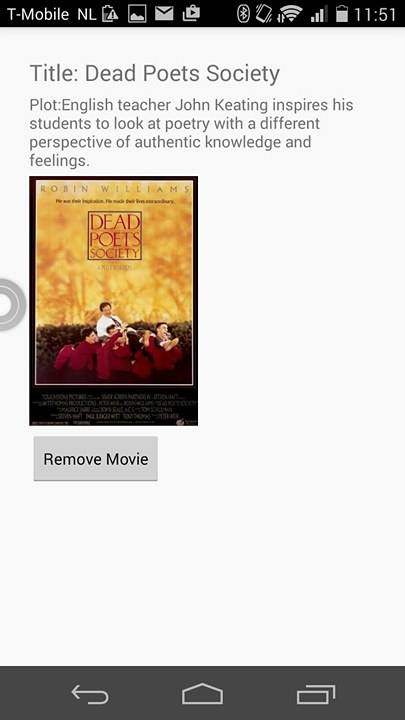 T-Mobile NL 11:51
Title: Dead Poets Society
Plot:English teacher John Keating inspires his
students to look at poetry with a different
perspective of authentic knowledge and
feelings.
ROBIN WILLIAMS
He was their inspiration. He made their lives extraordinary.
DEAD
POETS
SOCIETY
Remove Movie